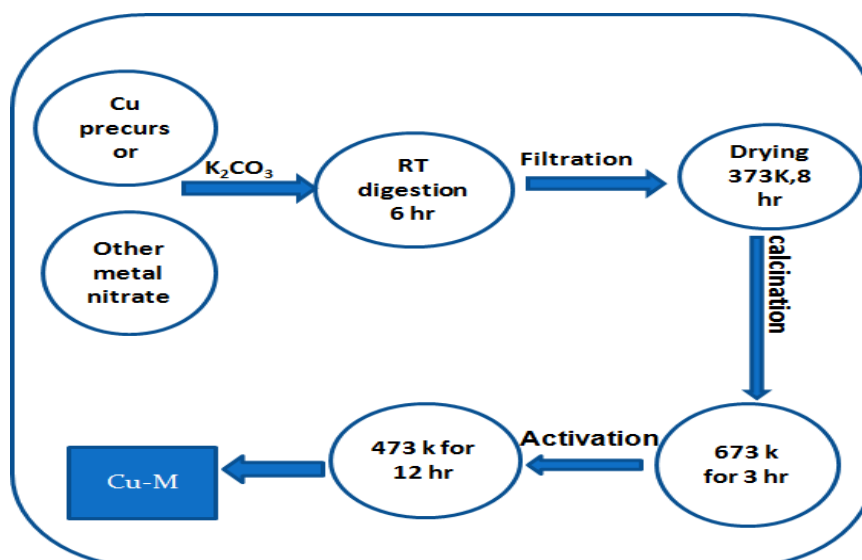 Cu
precurs
or
K₂CO₃
RT
digestion
6 hr
Filtration
Drying
373K,8
hr
Other
metal
nitrate
calcination
Cu-M
473 k for
12 hr
Activation
673 k
for 3 hr